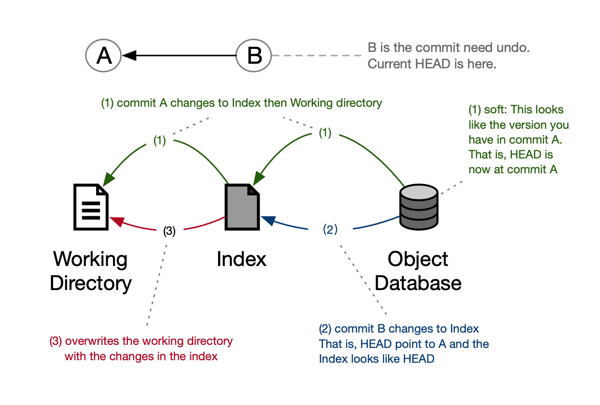 A
B
B is the commit need undo.
Current HEAD is here.
(1) commit A changes to Index then Working directory
(1) soft: This looks
like the version you
have in commit A.
That is, HEAD is
now at commit A
(1)
(1)
(3)
(2)
Working
Directory
Index
Object
Database
(3) overwrites the working directory
with the changes in the index
(2) commit B changes to Index
That is, HEAD point to A and the
Index looks like HEAD